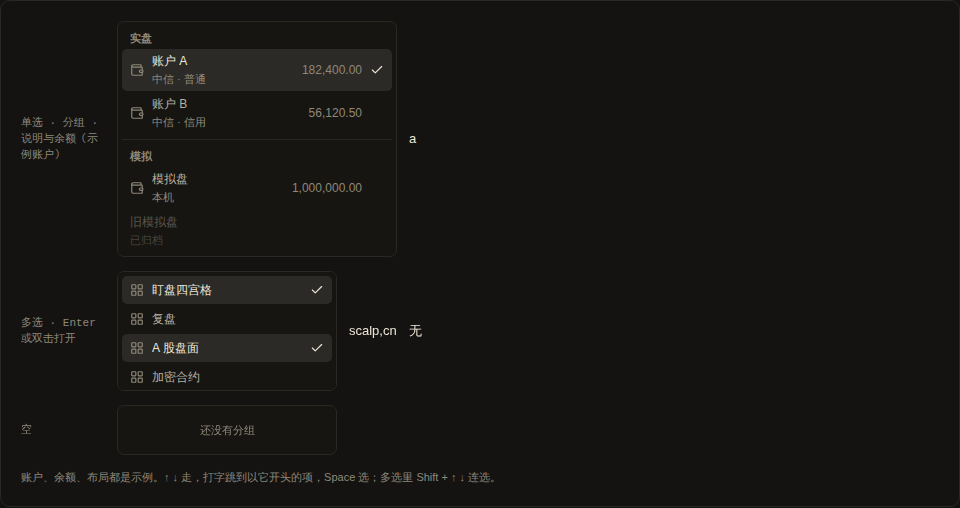 单选 · 分组 ·
说明与余额（示
例账户）
实盘
账户 A
中信 · 普通
182,400.00
账户 B
中信 · 信用
56,120.50
模拟
模拟盘
本机
1,000,000.00
旧模拟盘
已归档
a
多选 · Enter
或双击打开
盯盘四宫格
复盘
A 股盘面
加密合约
scalp,cn 无
空
还没有分组
账户、余额、布局都是示例。↑ ↓ 走，打字跳到以它开头的项，Space 选；多选里 Shift + ↑ ↓ 连选。